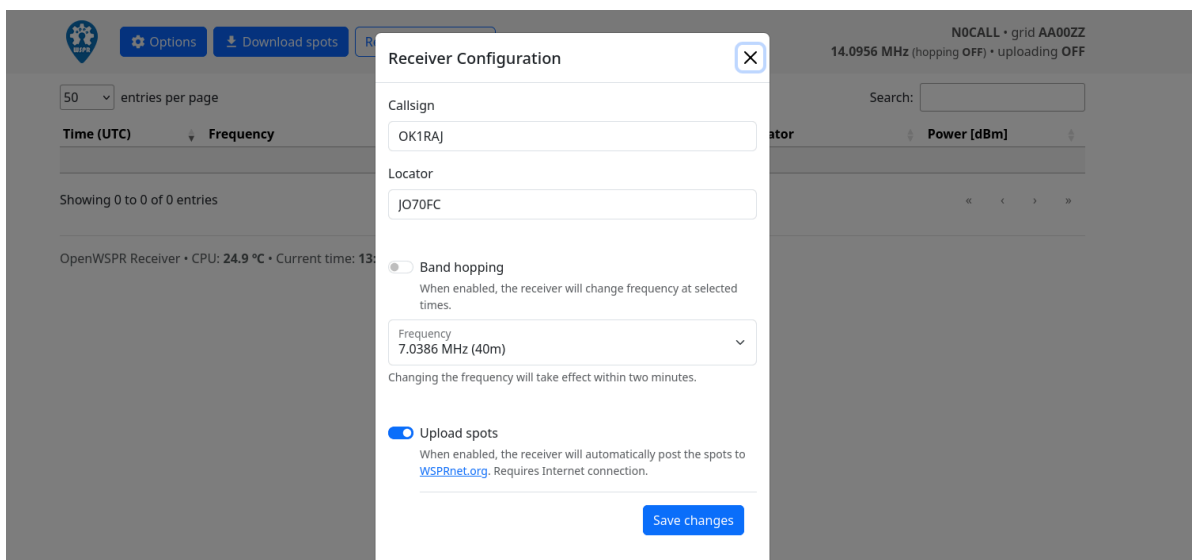 WSPR
Options
Download spots
N0CALL • grid AA00ZZ
14.0956 MHz (hopping OFF) • uploading OFF
50 entries per page
Search:
Time (UTC) Frequency Power [dBm]
Showing 0 to 0 of 0 entries
« ‹ › »
OpenWSPR Receiver • CPU: 24.9 °C • Current time: 13:
Receiver Configuration
Callsign
OK1RAJ
Locator
JO70FC
Band hopping
When enabled, the receiver will change frequency at selected
times.
Frequency
7.0386 MHz (40m)
Changing the frequency will take effect within two minutes.
Upload spots
When enabled, the receiver will automatically post the spots to
WSPRnet.org. Requires Internet connection.
Save changes